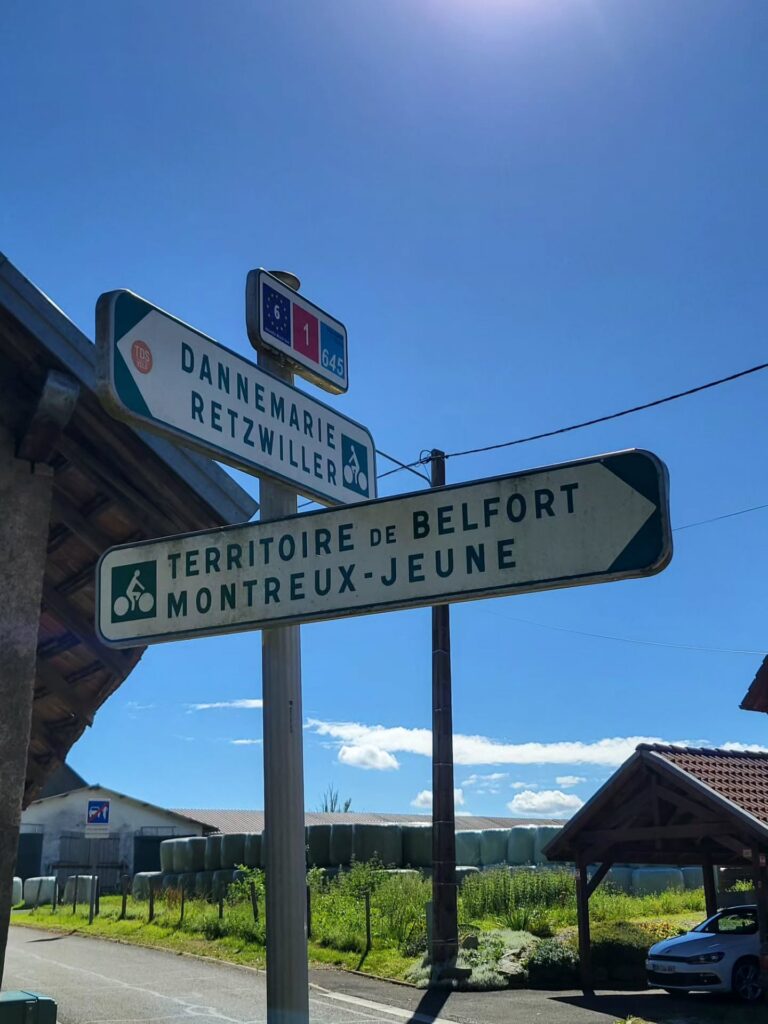 6 1 645
TDS
DANNEMARIE
RETZWILLER
TERRITOIRE DE BELFORT
MONTREUX-JEUNE